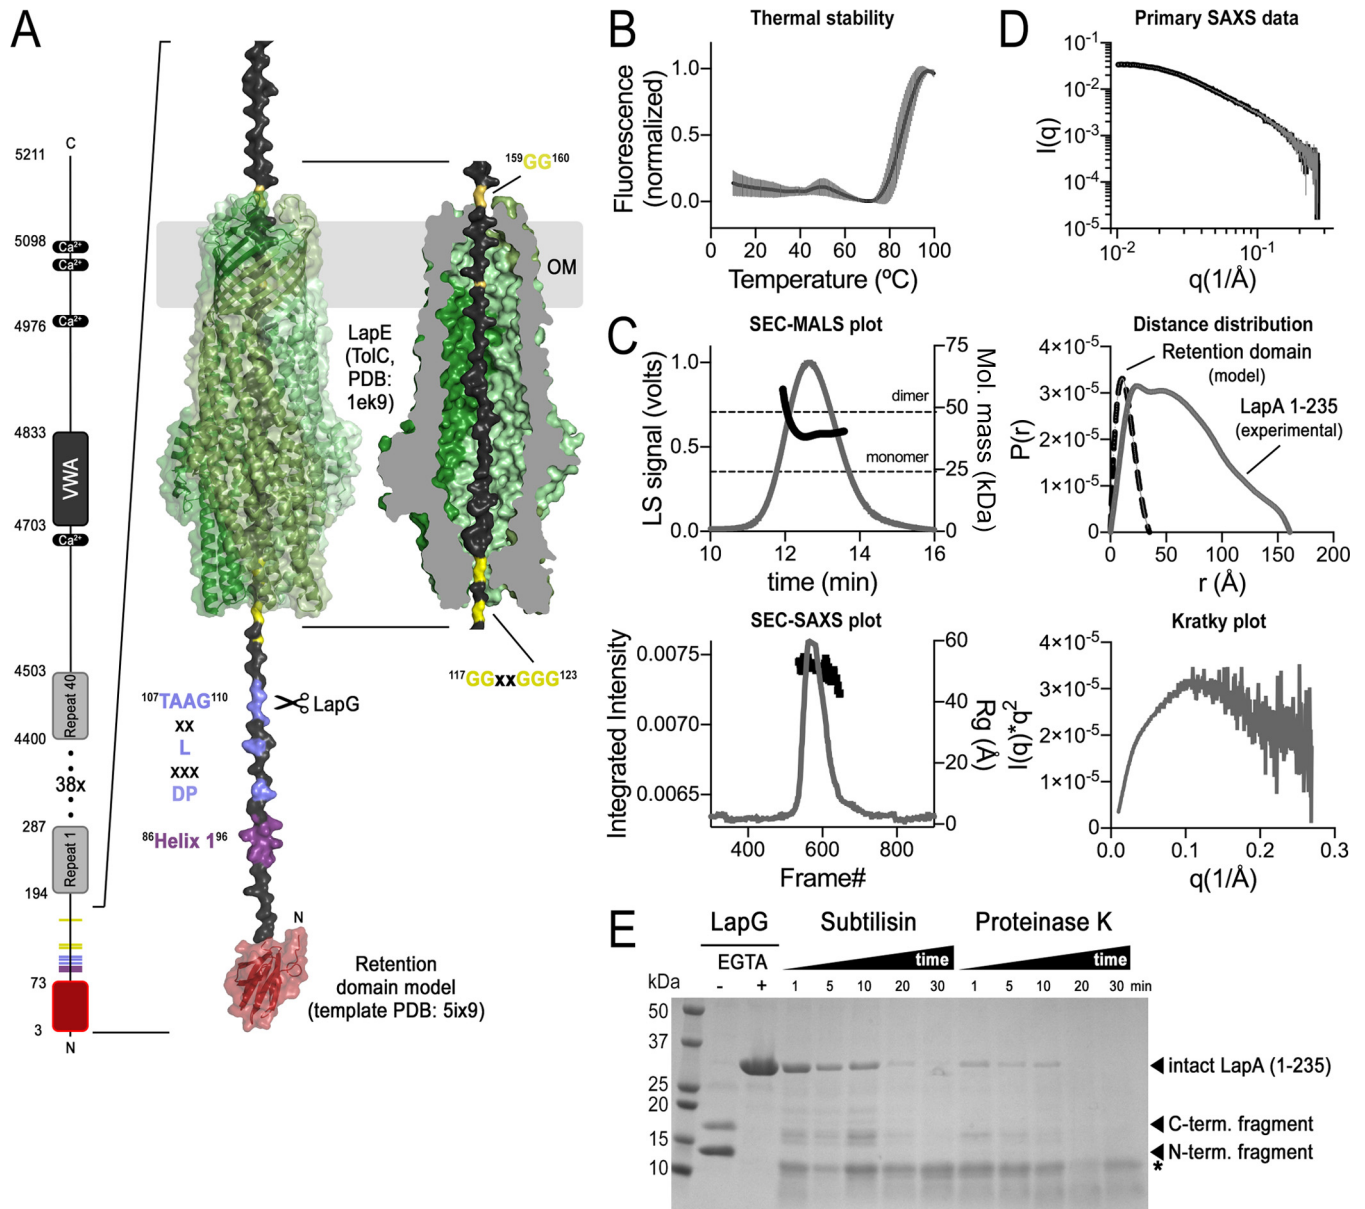 A
C
5211
5098
Ca²⁺
Ca²⁺
4976
Ca²⁺
4833
VWA
4703
Ca²⁺
4503
Repeat 40
4400
38x
287
Repeat 1
194
73
3
N
OM
LapE
(TolC,
PDB:
1ek9)
¹⁵⁹GG¹⁶⁰
¹¹⁷GGxxGGG¹²³
¹⁰⁷TAAG¹¹⁰
xx
L
xxx
DP
LapG
⁸⁶Helix 1⁹⁶
N
Retention
domain model
(template PDB: 5ix9)
B
Thermal stability
Fluorescence
(normalized)
1.0
0.5
0.0
0 20 40 60 80 100
Temperature (ºC)
C
SEC-MALS plot
LS signal (volts)
1.0
0.5
0.0
dimer
monomer
75
50
25
0
Mol. mass (kDa)
10 12 14 16
time (min)
SEC-SAXS plot
Integrated Intensity
0.0075
0.0070
0.0065
60
40
20
0
Rg (Å)
400 600 800
Frame#
D
Primary SAXS data
I(q)
10⁻¹
10⁻²
10⁻³
10⁻⁴
10⁻⁵
10⁻² 10⁻¹
q(1/Å)
Distance distribution
P(r)
4×10⁻⁵
3×10⁻⁵
2×10⁻⁵
1×10⁻⁵
0
Retention domain
(model)
LapA 1-235
(experimental)
0 50 100 150 200
r (Å)
Kratky plot
I(q)*q²
4×10⁻⁵
3×10⁻⁵
2×10⁻⁵
1×10⁻⁵
0
0.0 0.1 0.2 0.3
q(1/Å)
E
LapG Subtilisin Proteinase K
EGTA time time
kDa - + 1 5 10 20 30 1 5 10 20 30 min
50
37
25
20
15
10
intact LapA (1-235)
C-term. fragment
N-term. fragment
*